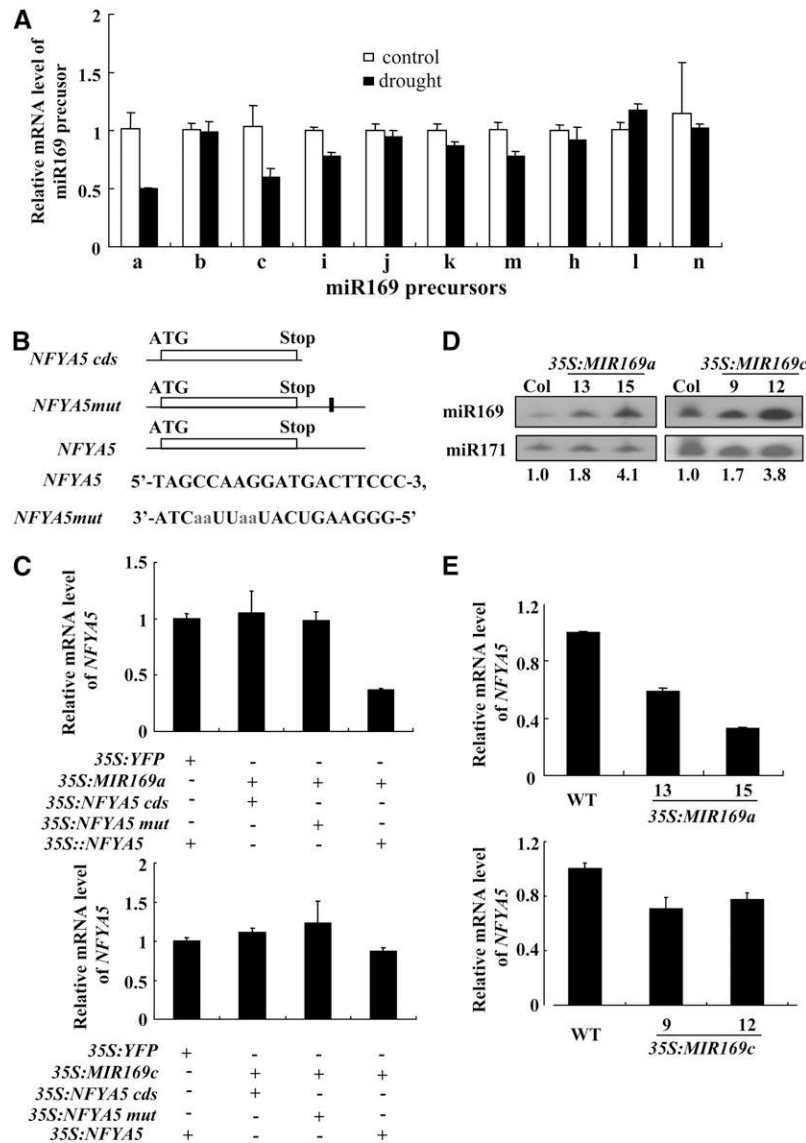 A
Relative mRNA level of
miR169 precusor
2
1.5
1
0.5
0
control
drought
a b c i j k m h l n
miR169 precursors
B
ATG Stop
NFYA5 cds
ATG Stop
NFYA5mut
ATG Stop
NFYA5
NFYA5 5'-TAGCCAAGGATGACTTCCC-3,
NFYA5mut 3'-ATCaaUUaaUACUGAAGGG-5'
D
35S:MIR169a 35S:MIR169c
Col 13 15 Col 9 12
miR169
miR171
1.0 1.8 4.1 1.0 1.7 3.8
C
Relative mRNA level
of NFYA5
1.5
1
0.5
0
35S:YFP + - - -
35S:MIR169a - + + +
35S:NFYA5 cds - + - -
35S:NFYA5 mut - - + -
35S::NFYA5 + - - +
Relative mRNA level
of NFYA5
2
1.5
1
0.5
0
35S:YFP + - - -
35S:MIR169c - + + +
35S:NFYA5 cds - + - -
35S:NFYA5 mut - - + -
35S:NFYA5 + - - +
E
Relative mRNA level
of NFYA5
1.2
0.8
0.4
0
WT 13 15
35S:MIR169a
Relative mRNA level
of NFYA5
1.2
0.8
0.4
0
WT 9 12
35S:MIR169c